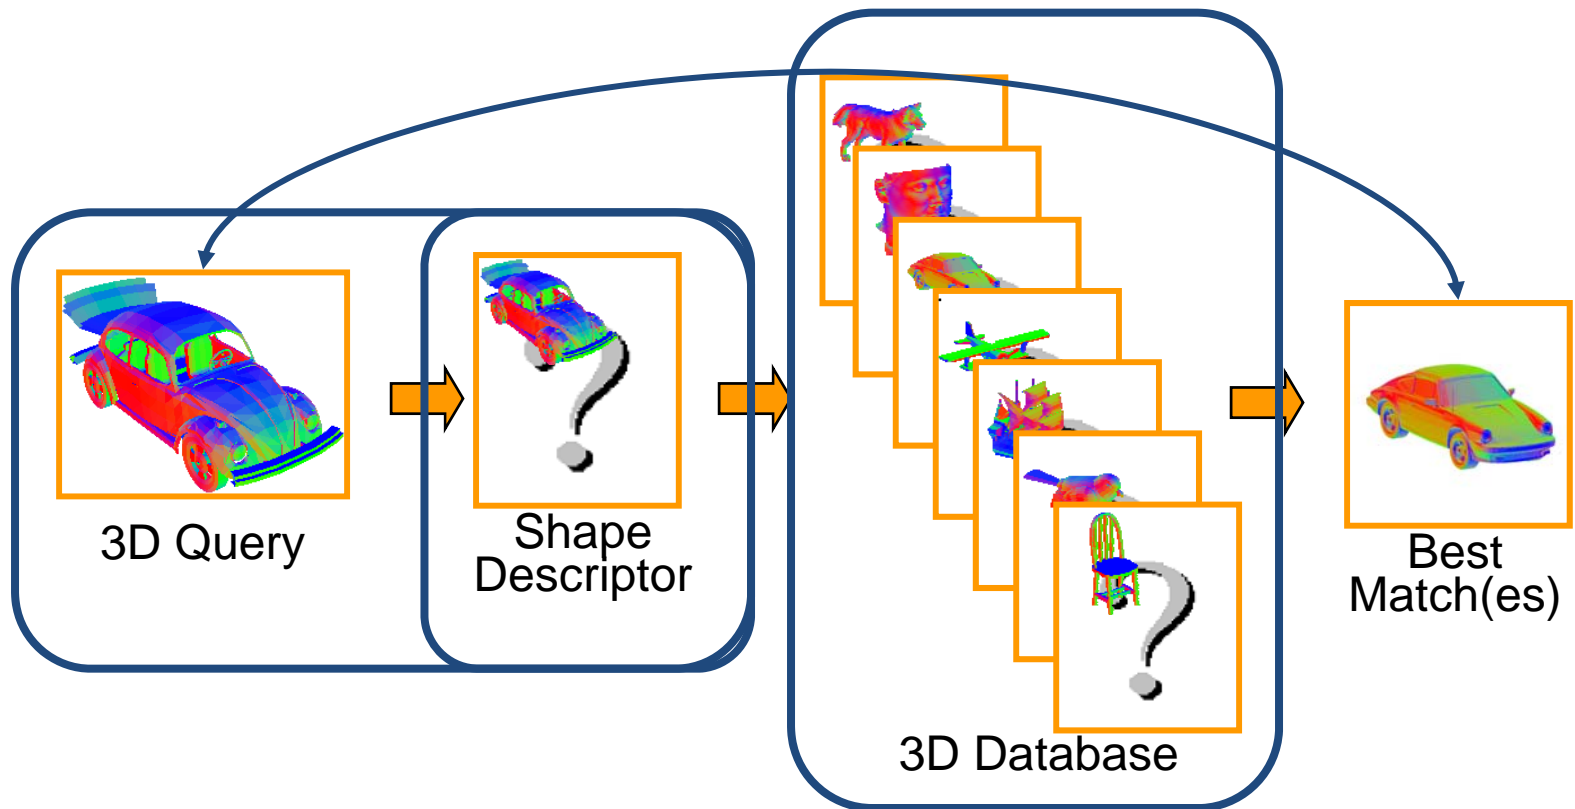 3D Query
Shape
Descriptor
3D Database
Best
Match(es)